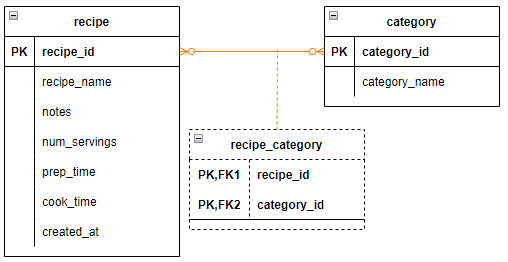 recipe
PK recipe_id
recipe_name
notes
num_servings
prep_time
cook_time
created_at
category
PK category_id
category_name
recipe_category
PK,FK1 recipe_id
PK,FK2 category_id